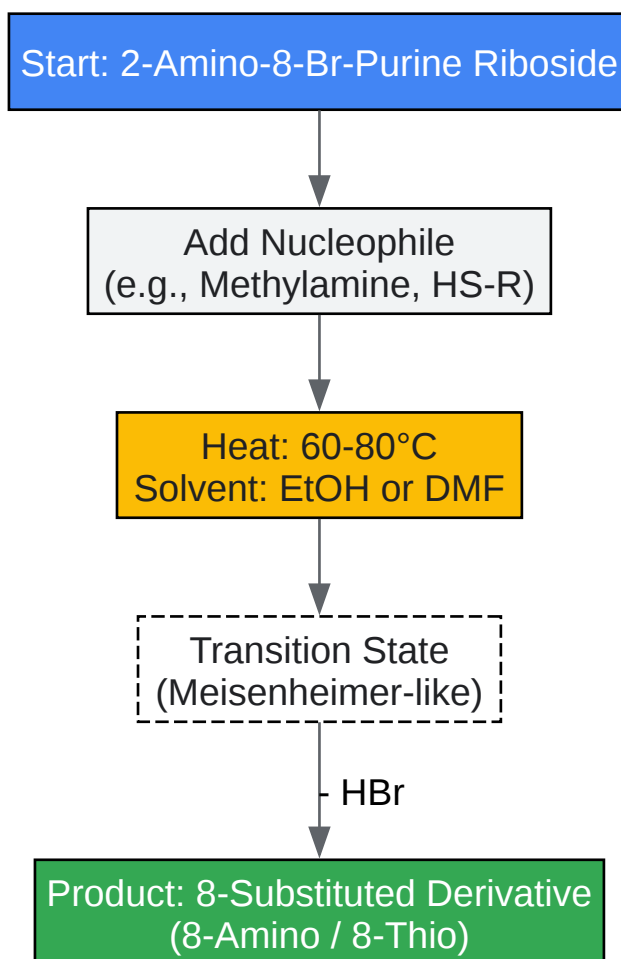 Start: 2-Amino-8-Br-Purine Riboside
Add Nucleophile
(e.g., Methylamine, HS-R)
Heat: 60-80°C
Solvent: EtOH or DMF
Transition State
(Meisenheimer-like)
- HBr
Product: 8-Substituted Derivative
(8-Amino / 8-Thio)